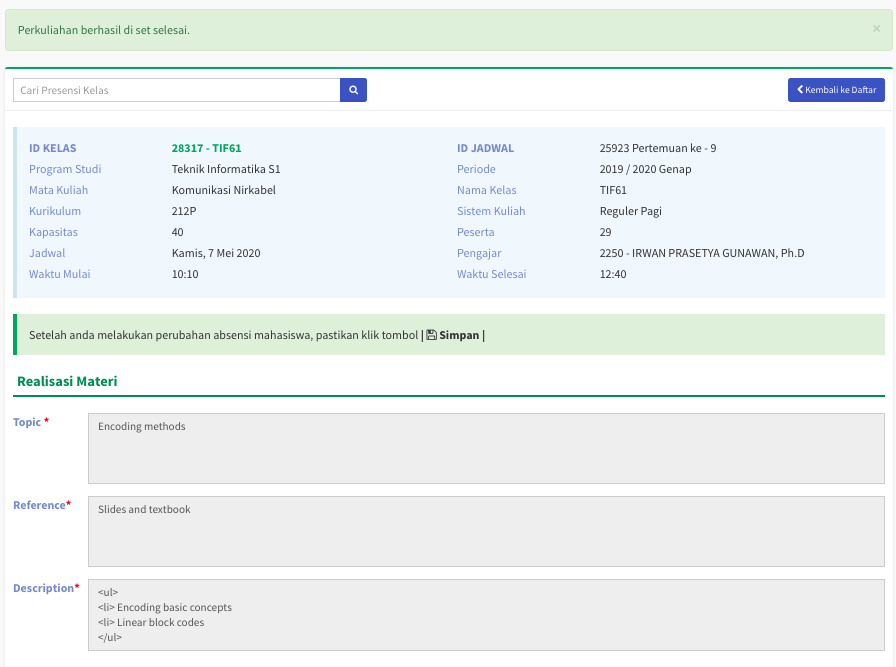 Perkuliahan berhasil di set selesai. ×
Cari Presensi Kelas
Kembali ke Daftar
ID KELAS 28317 - TIF61 ID JADWAL 25923 Pertemuan ke - 9
Program Studi Teknik Informatika S1 Periode 2019 / 2020 Genap
Mata Kuliah Komunikasi Nirkabel Nama Kelas TIF61
Kurikulum 212P Sistem Kuliah Reguler Pagi
Kapasitas 40 Peserta 29
Jadwal Kamis, 7 Mei 2020 Pengajar 2250 - IRWAN PRASETYA GUNAWAN, Ph.D
Waktu Mulai 10:10 Waktu Selesai 12:40
Setelah anda melakukan perubahan absensi mahasiswa, pastikan klik tombol | Simpan |
Realisasi Materi
Topic * Encoding methods
Reference* Slides and textbook
Description* <ul>
<li> Encoding basic concepts
<li> Linear block codes
</ul>